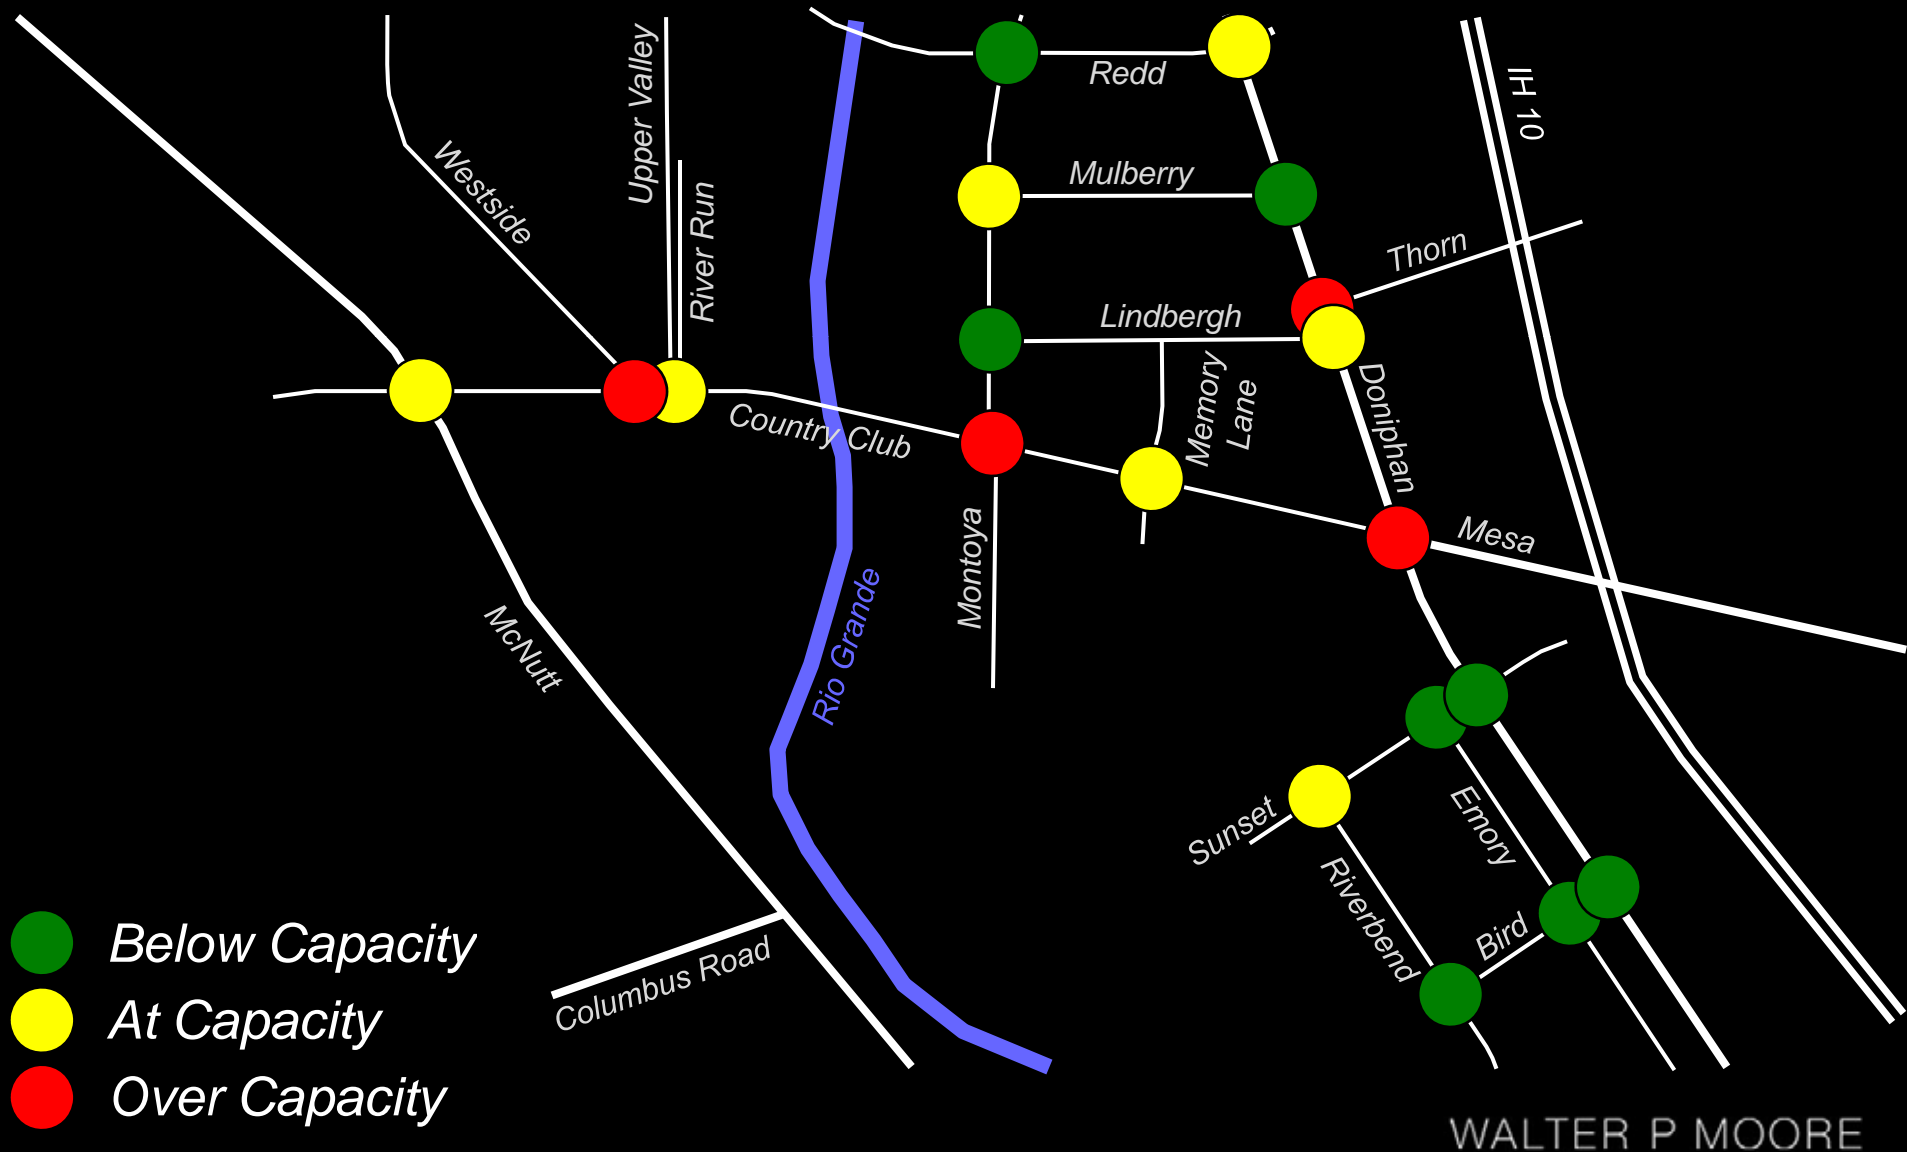 Upper Valley
Redd
IH 10
Westside
Mulberry
River Run
Thorn
Lindbergh
Memory
Lane
Doniphan
Country Club
Montoya
Mesa
Rio Grande
McNutt
Sunset
Emory
Riverbend
Bird
Columbus Road
Below Capacity
At Capacity
Over Capacity
WALTER P MOORE